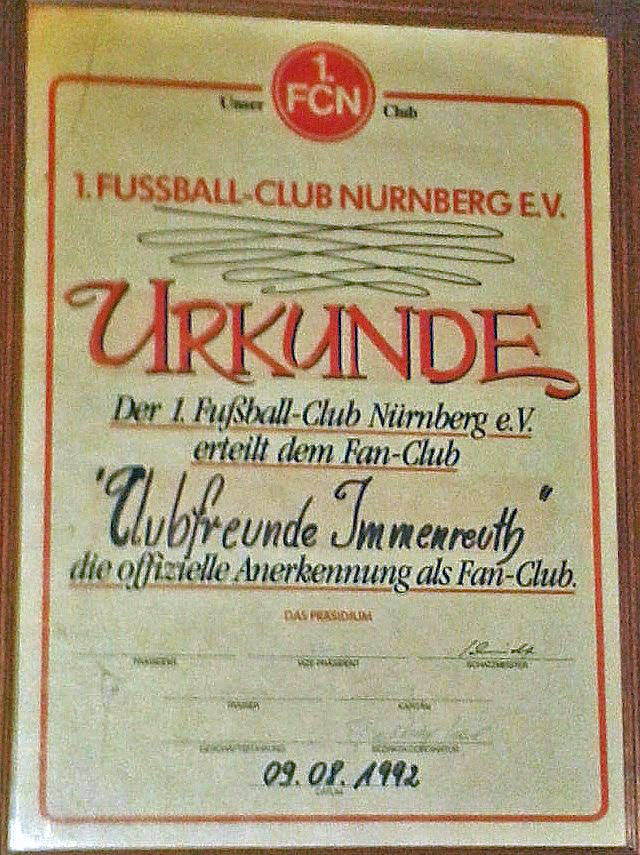 1.
FCN
Unser Club
1. FUSSBALL-CLUB NURNBERG E.V.
URKUNDE
Der 1. Fußball-Club Nürnberg e.V.
erteilt dem Fan-Club
"Clubfreunde Immenreuth"
die offizielle Anerkennung als Fan-Club.
DAS PRÄSIDIUM
PRÄSIDENT VIZE-PRÄSIDENT SCHATZMEISTER
TRAINER KAPITÄN
GESCHÄFTSFÜHRUNG
09.08.1992
DATUM